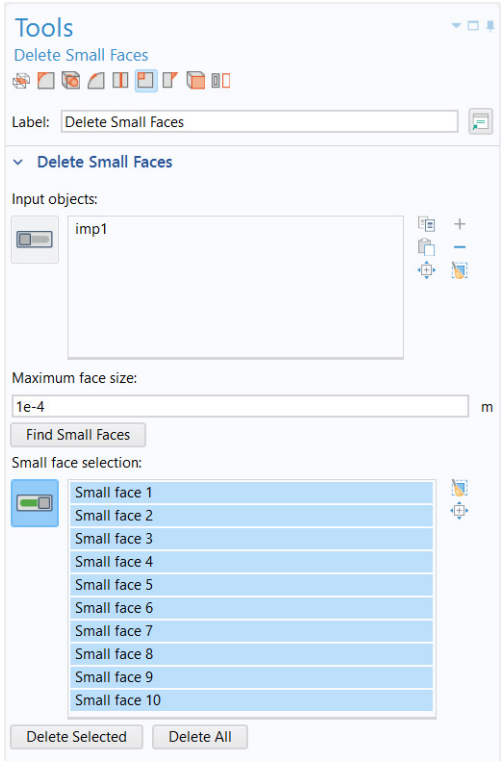 Tools
Delete Small Faces
Label: Delete Small Faces
Delete Small Faces
Input objects:
imp1
Maximum face size:
1e-4 m
Find Small Faces
Small face selection:
Small face 1
Small face 2
Small face 3
Small face 4
Small face 5
Small face 6
Small face 7
Small face 8
Small face 9
Small face 10
Delete Selected Delete All